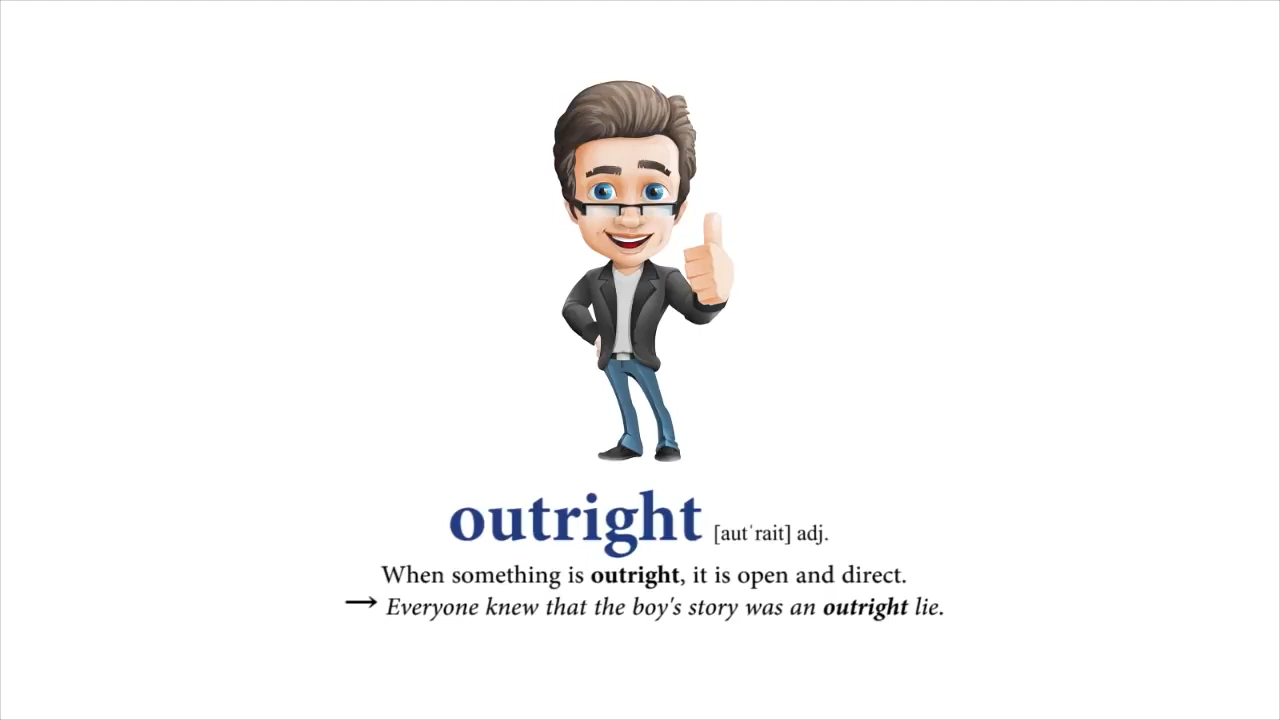 outright [autˈrait] adj.
When something is outright, it is open and direct.
→ Everyone knew that the boy's story was an outright lie.